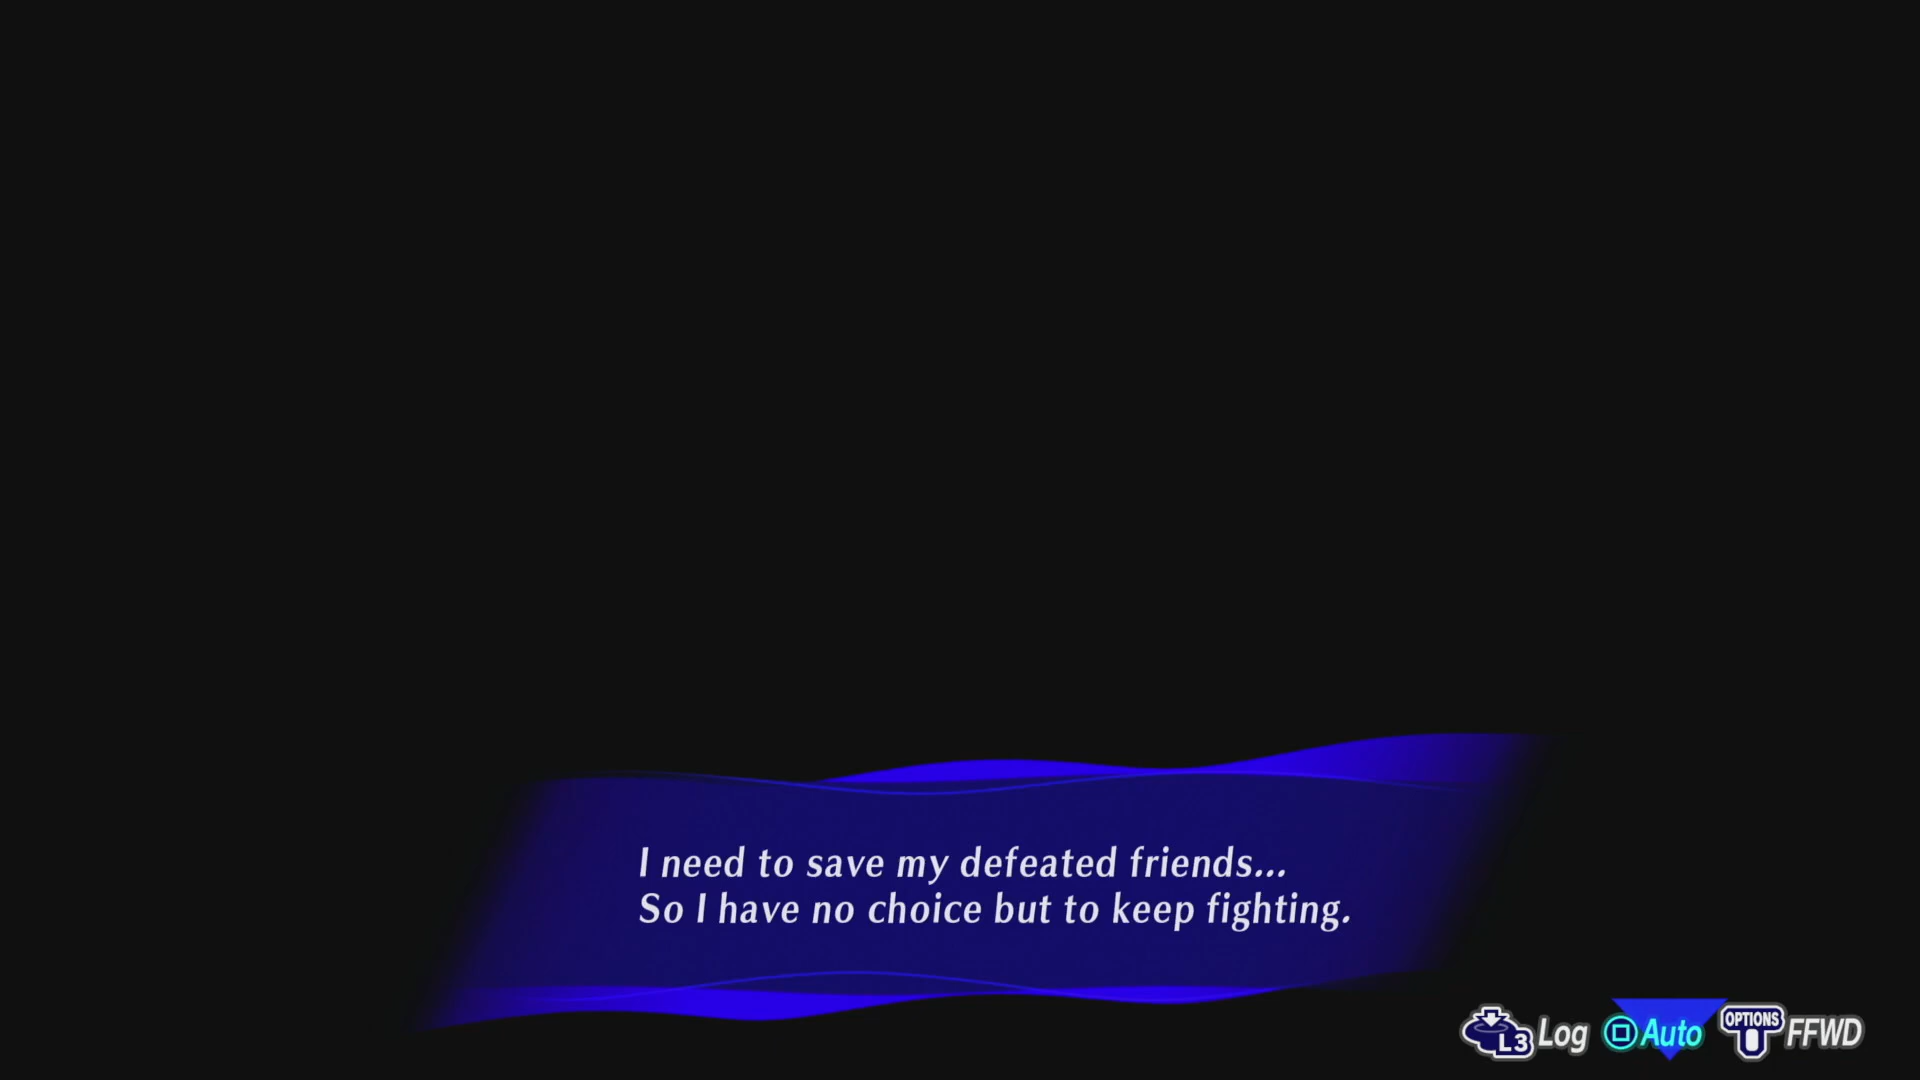 I need to save my defeated friends...
So I have no choice but to keep fighting.
L3 Log Auto OPTIONS FFWD